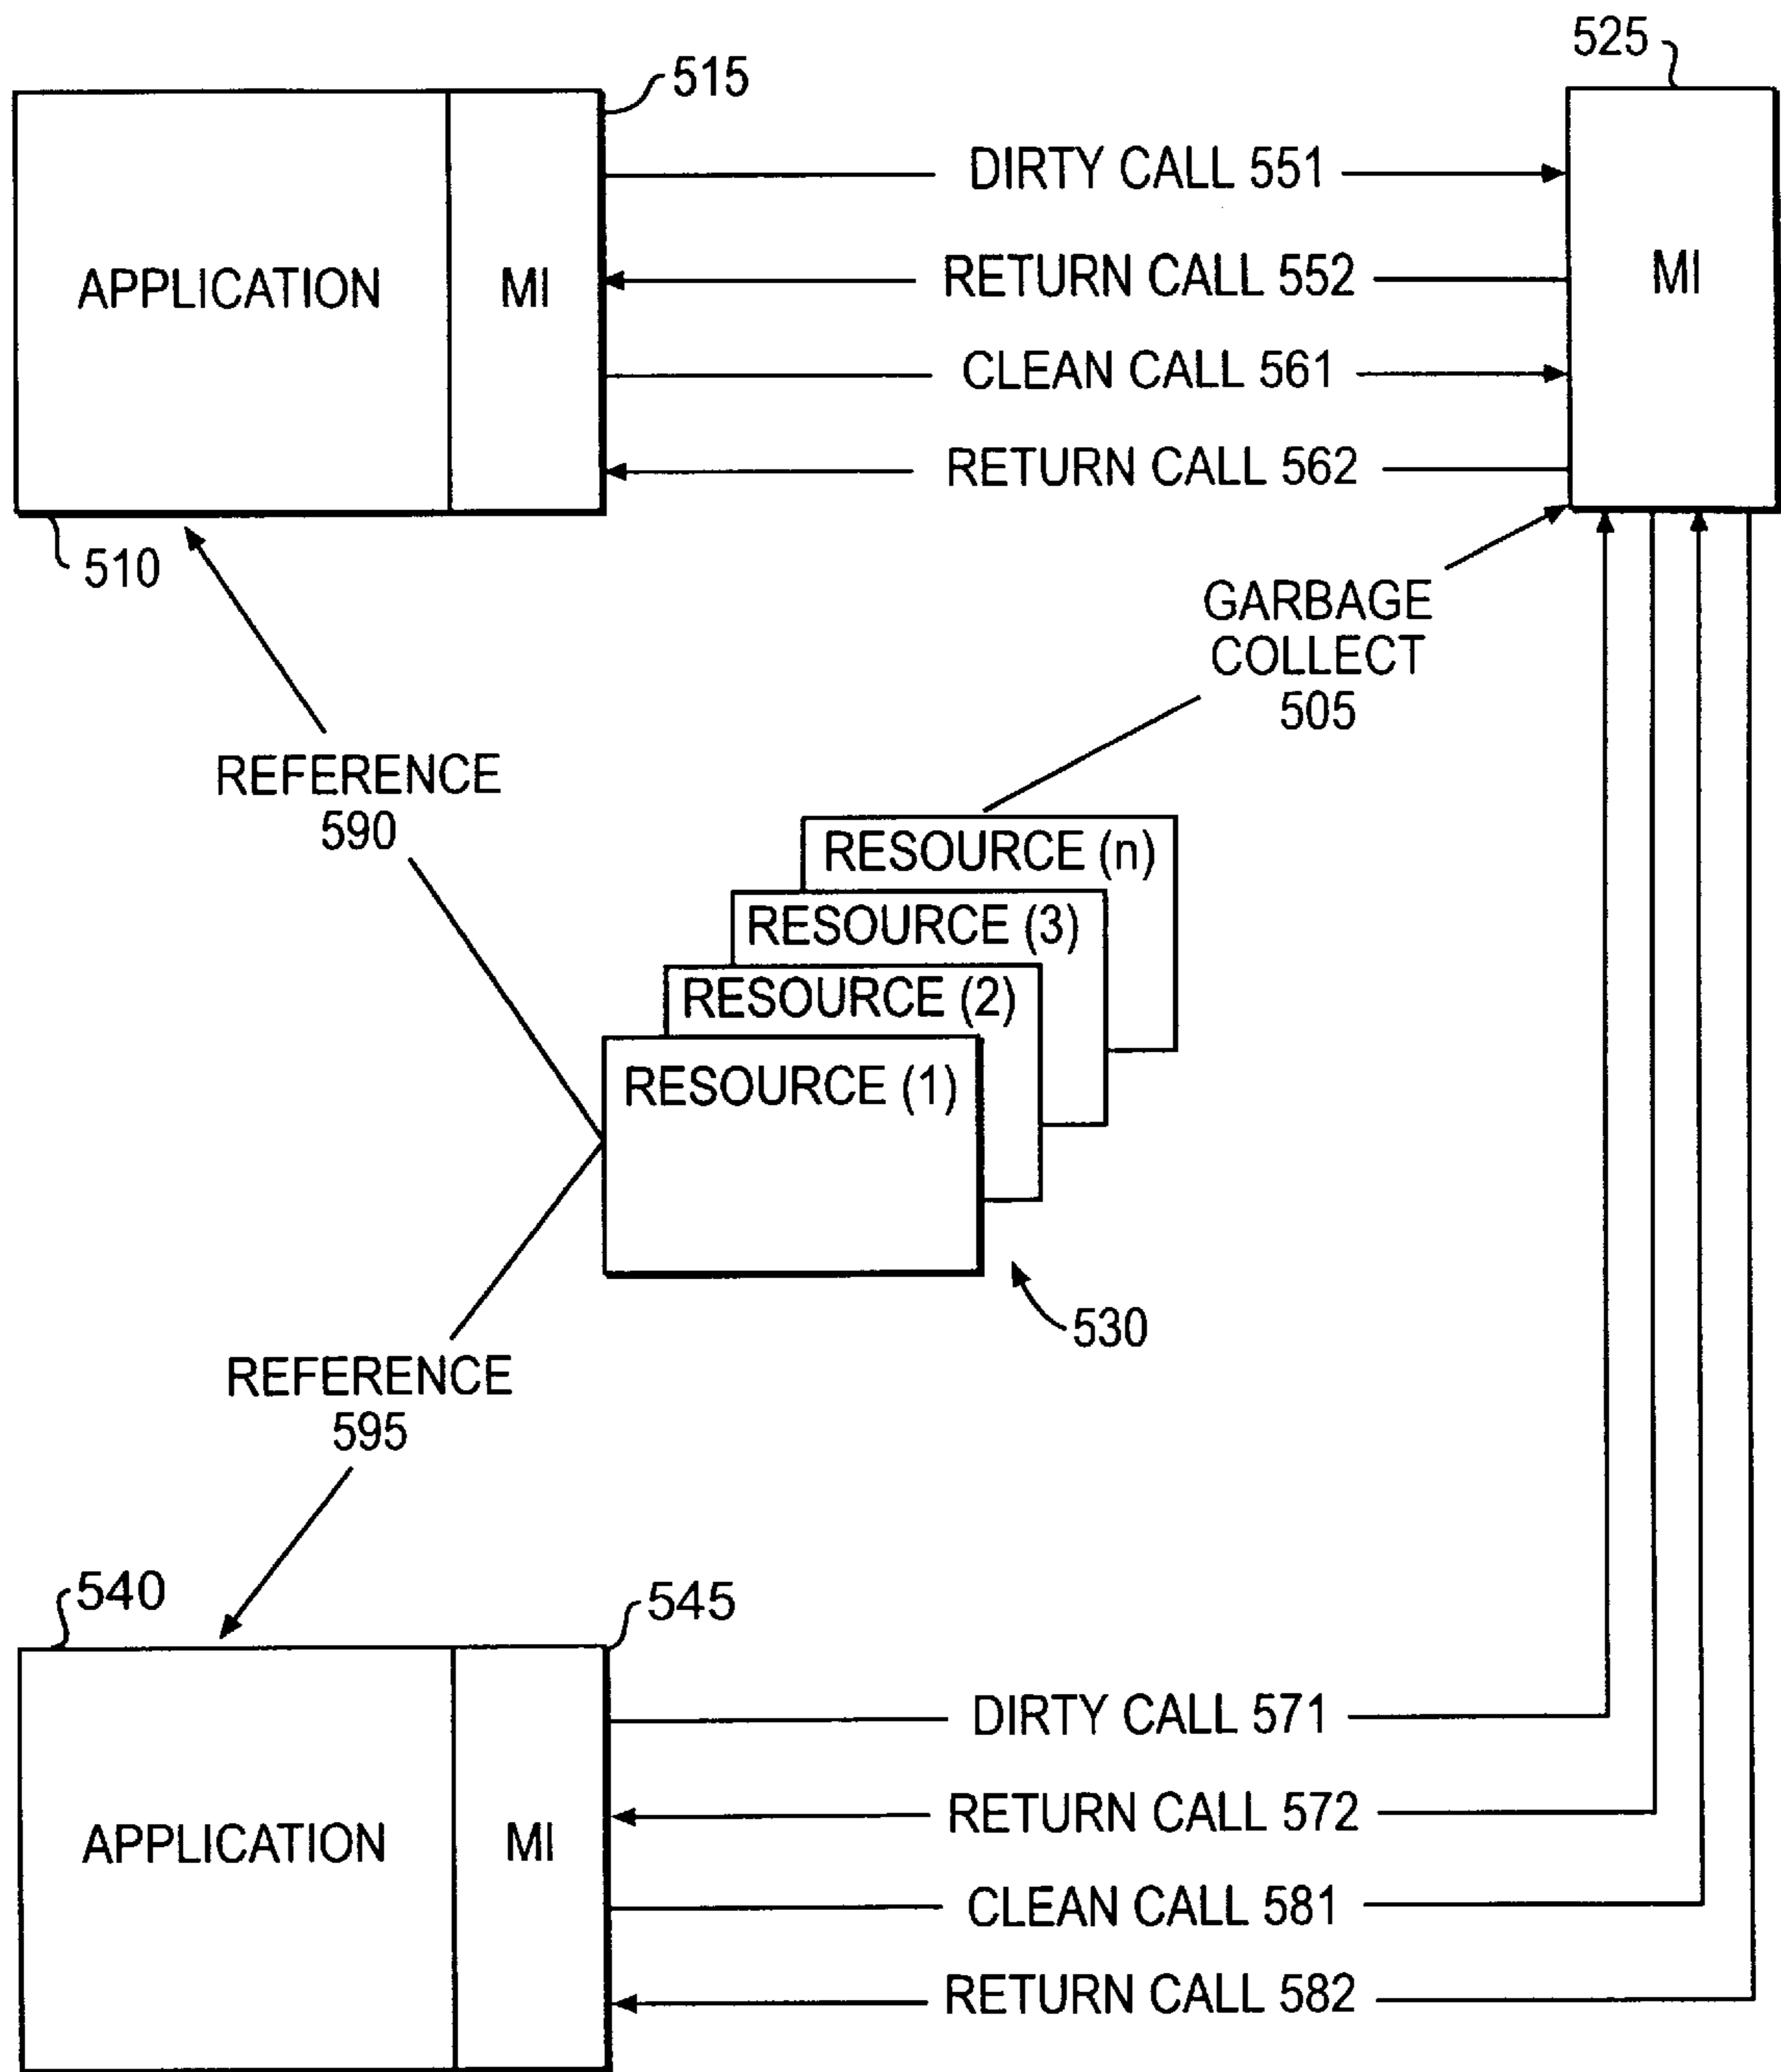 525
515
DIRTY CALL 551
RETURN CALL 552
APPLICATION
MI
MI
CLEAN CALL 561
RETURN CALL 562
510
GARBAGE
COLLECT
505
REFERENCE
590
RESOURCE (n)
RESOURCE (3)
RESOURCE (2)
RESOURCE (1)
530
REFERENCE
595
540
545
DIRTY CALL 571
RETURN CALL 572
APPLICATION
MI
CLEAN CALL 581
RETURN CALL 582